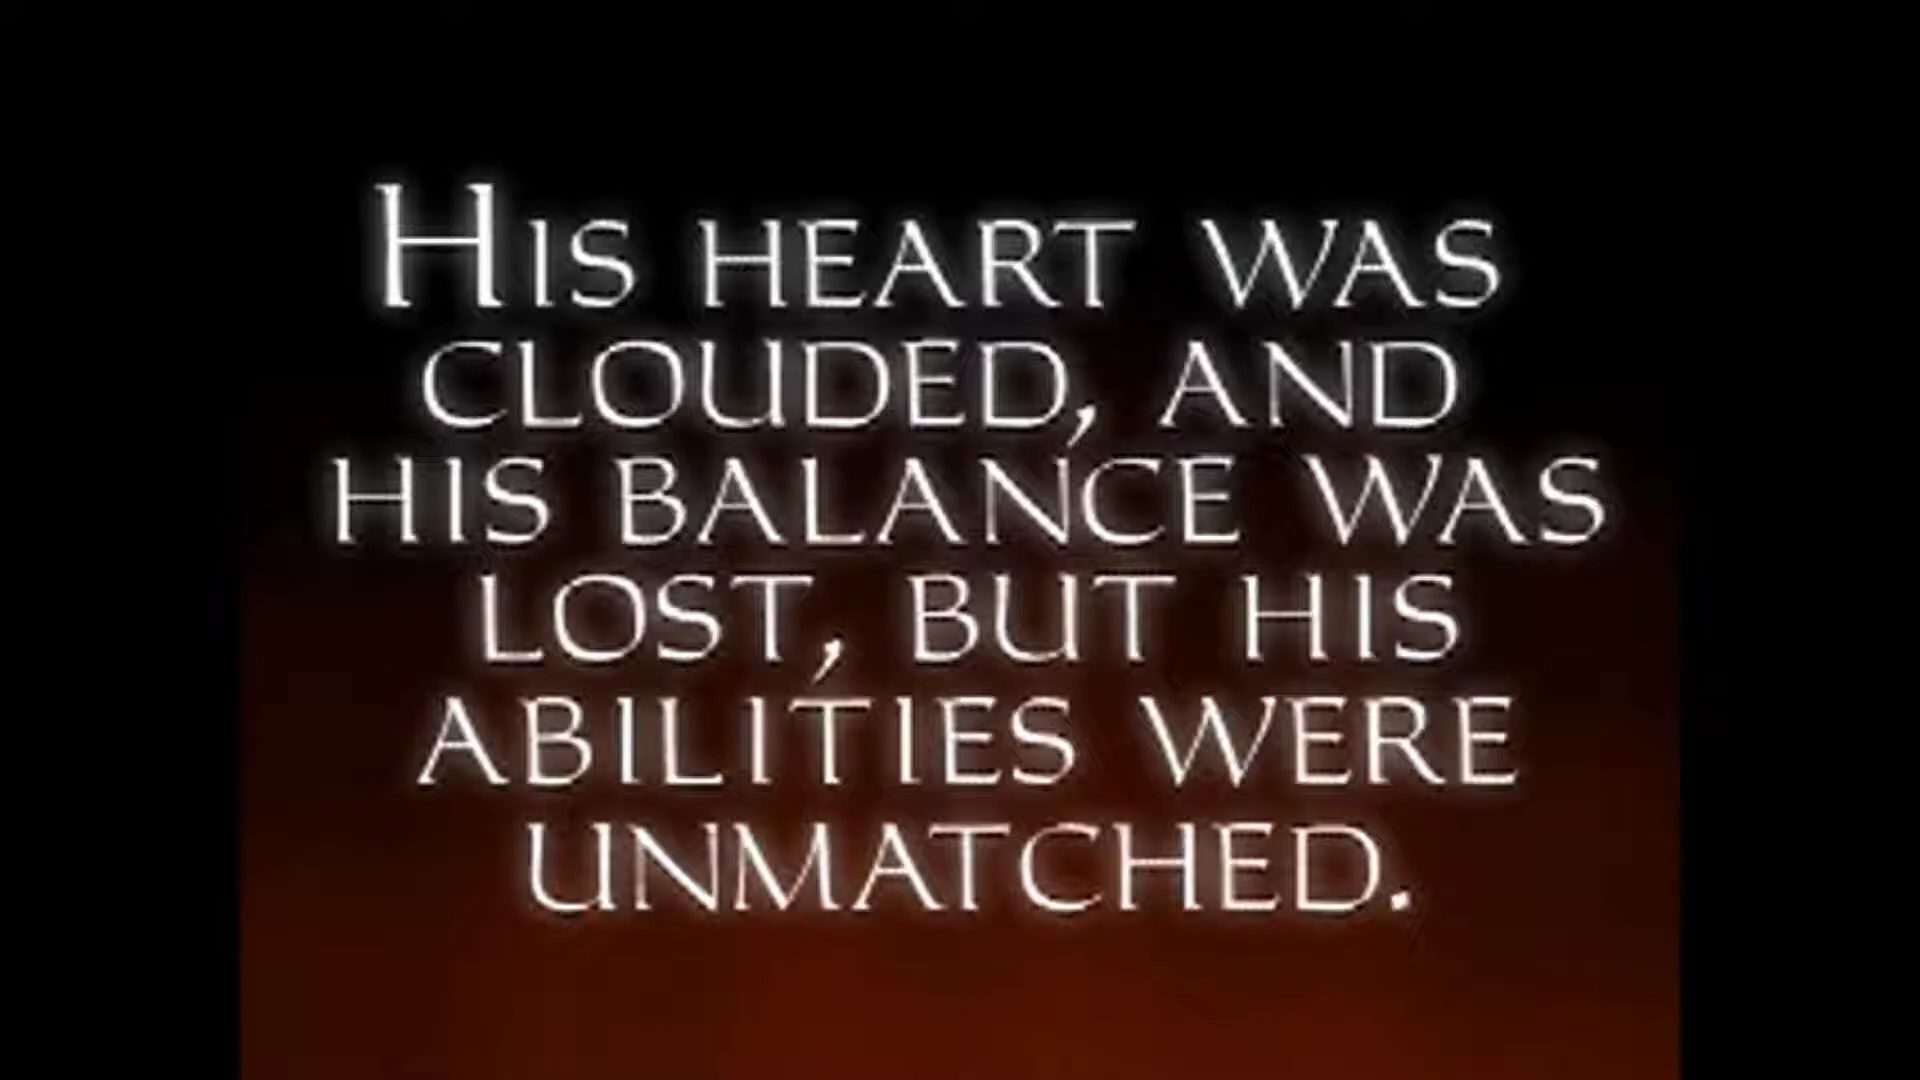 HIS HEART WAS
CLOUDED, AND
HIS BALANCE WAS
LOST, BUT HIS
ABILITIES WERE
UNMATCHED.